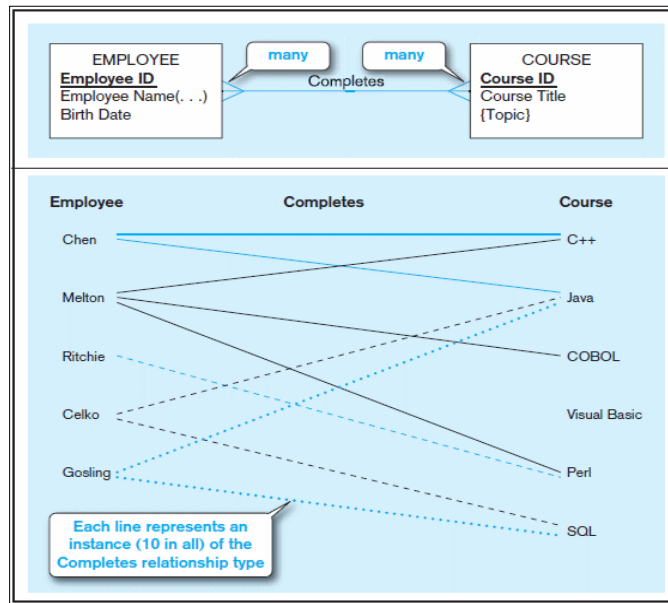 EMPLOYEE
Employee ID
Employee Name(. . .)
Birth Date
many
many
Completes
COURSE
Course ID
Course Title
{Topic}
Employee
Completes
Course
Chen
C++
Melton
Java
Ritchie
COBOL
Celko
Visual Basic
Gosling
Perl
SQL
Each line represents an
instance (10 in all) of the
Completes relationship type